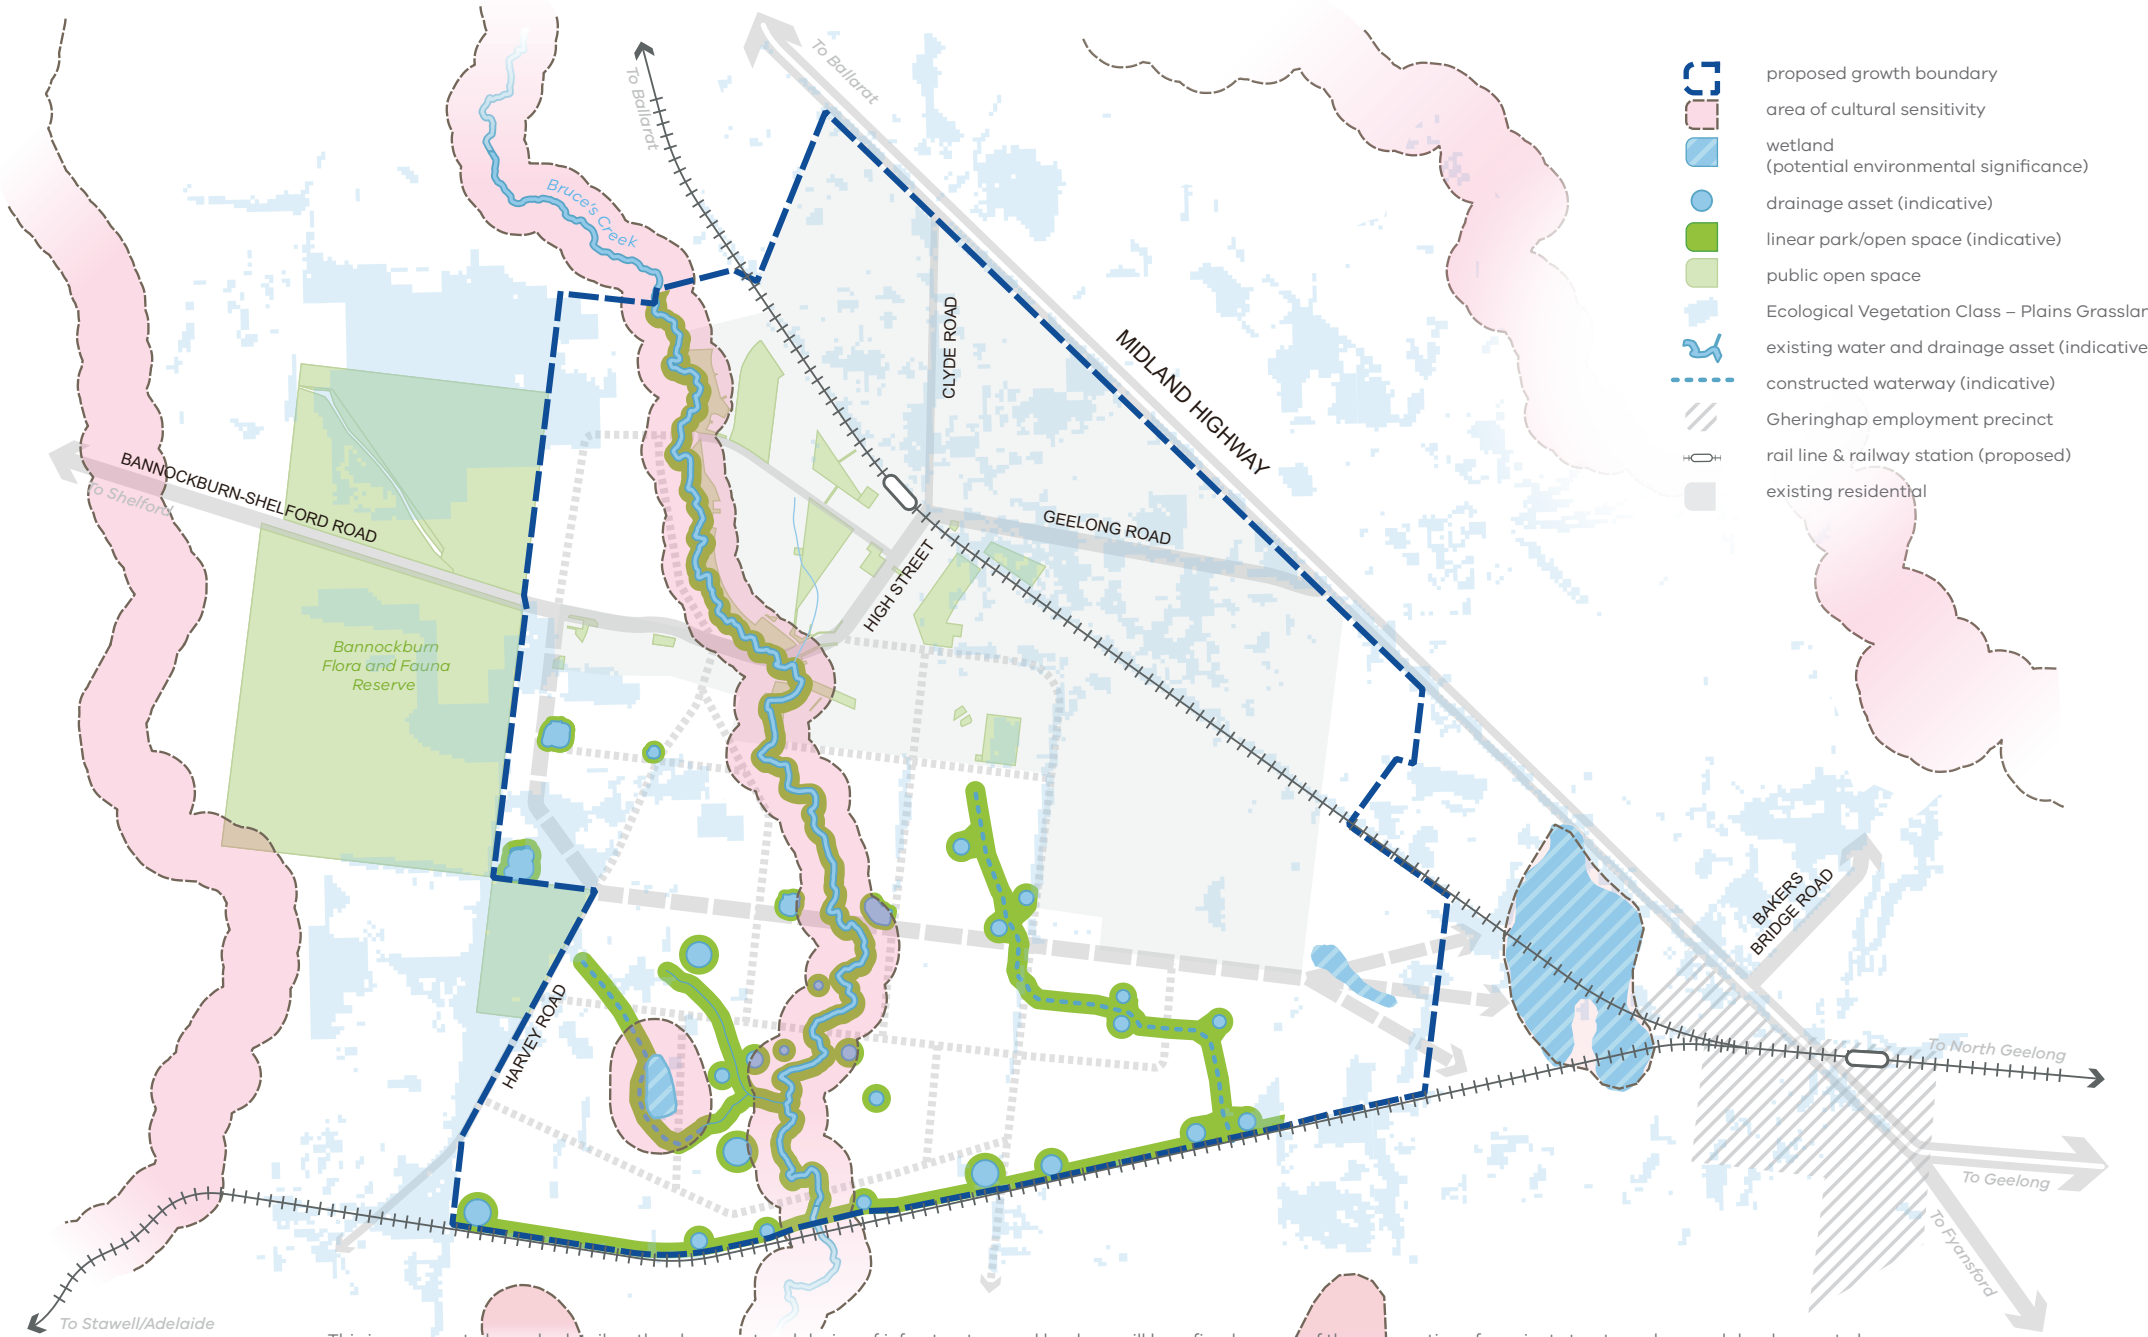 To Ballarat
To Ballarat
Bruce's Creek
CLYDE ROAD
MIDLAND HIGHWAY
GEELONG ROAD
HIGH STREET
BANNOCKBURN-SHELFORD ROAD
To Shelford
Bannockburn
Flora and Fauna
Reserve
HARVEY ROAD
BAKERS
BRIDGE ROAD
To North Geelong
To Geelong
To Fyansford
To Stawell/Adelaide
proposed growth boundary
area of cultural sensitivity
wetland
(potential environmental significance)
drainage asset (indicative)
linear park/open space (indicative)
public open space
Ecological Vegetation Class – Plains Grasslan
existing water and drainage asset (indicative
constructed waterway (indicative)
Gheringhap employment precinct
rail line & railway station (proposed)
existing residential